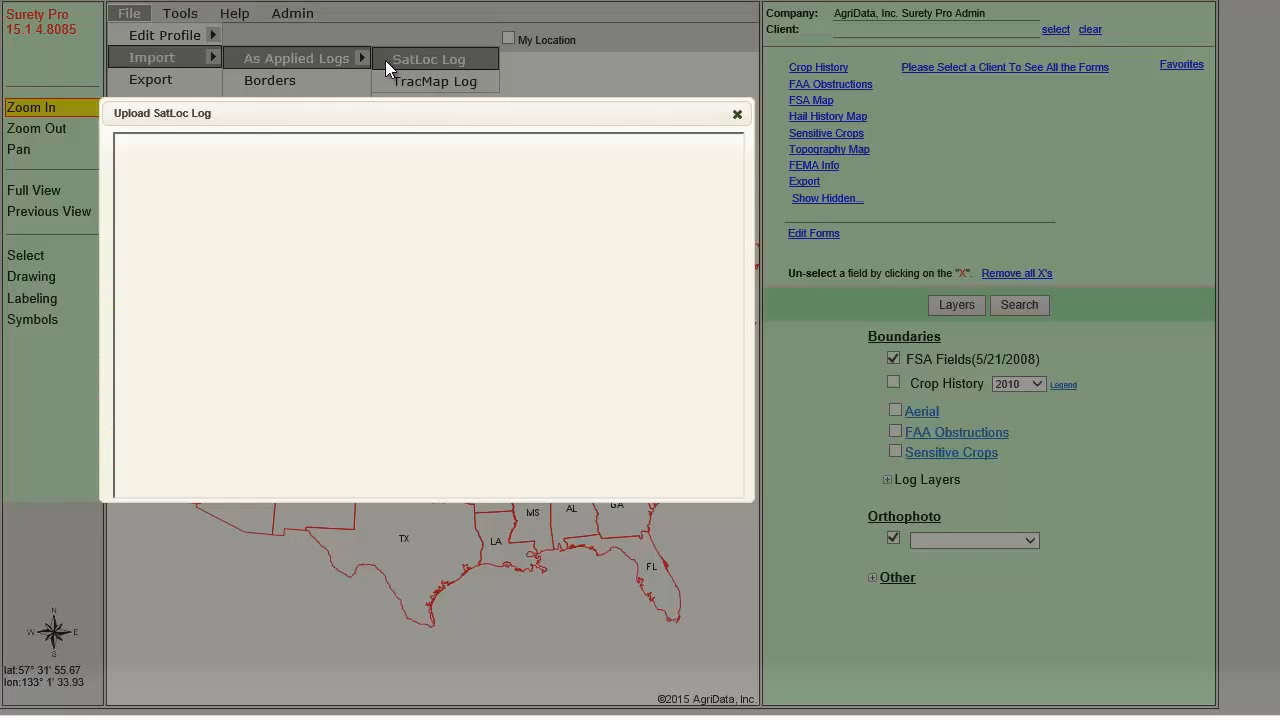 Surety Pro
15.1.4.8085
File Tools Help Admin
Edit Profile
Import
Export
As Applied Logs
Borders
SatLoc Log
TracMap Log
My Location
Upload SatLoc Log
Zoom In
Zoom Out
Pan
Full View
Previous View
Select
Drawing
Labeling
Symbols
TX
LA
MS
AL
GA
FL
N
W E
S
lat:57° 31' 55.67
lon:133° 1' 33.93
©2015 AgriData, Inc.
Company: AgriData, Inc. Surety Pro Admin
Client: select clear
Crop History
FAA Obstructions
FSA Map
Hail History Map
Sensitive Crops
Topography Map
FEMA Info
Export
Show Hidden...
Please Select a Client To See All the Forms
Favorites
Edit Forms
Un-select a field by clicking on the "X". Remove all X's
Layers Search
Boundaries
FSA Fields(5/21/2008)
Crop History 2010 Legend
Aerial
FAA Obstructions
Sensitive Crops
Log Layers
Orthophoto
Other